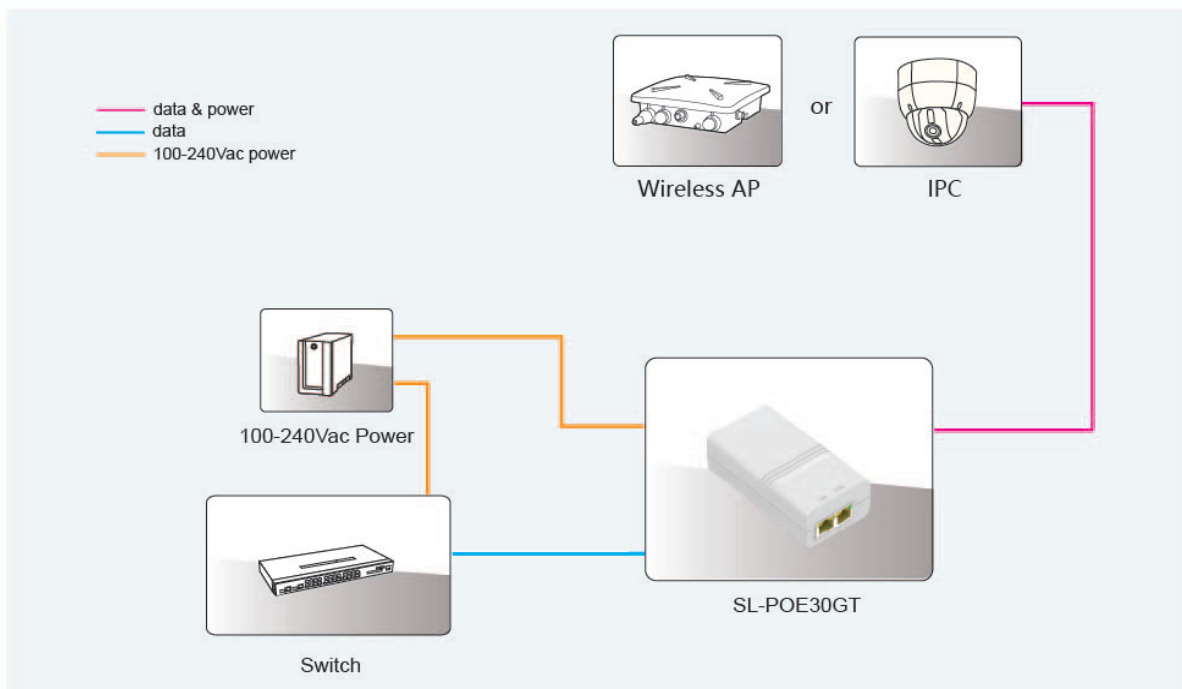 data & power
data
100-240Vac power
or
Wireless AP
IPC
100-240Vac Power
SL-POE30GT
Switch